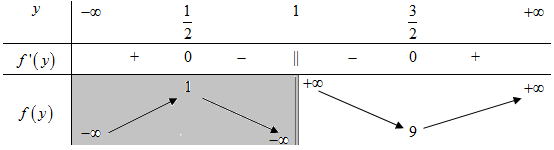 y −∞ 1/2 1 3/2 +∞
f'(y) + 0 − || − 0 +
1 +∞ +∞
f(y)
−∞ −∞ 9